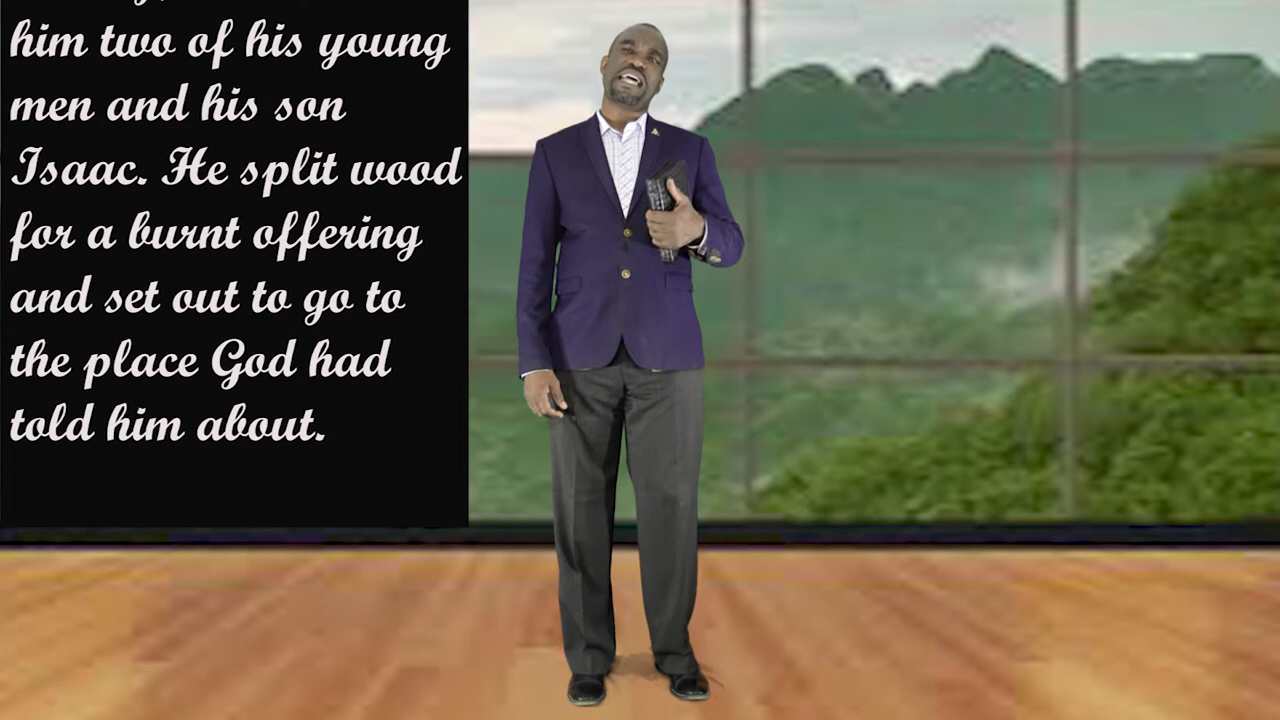 him two of his young
men and his son
Isaac. He split wood
for a burnt offering
and set out to go to
the place God had
told him about.